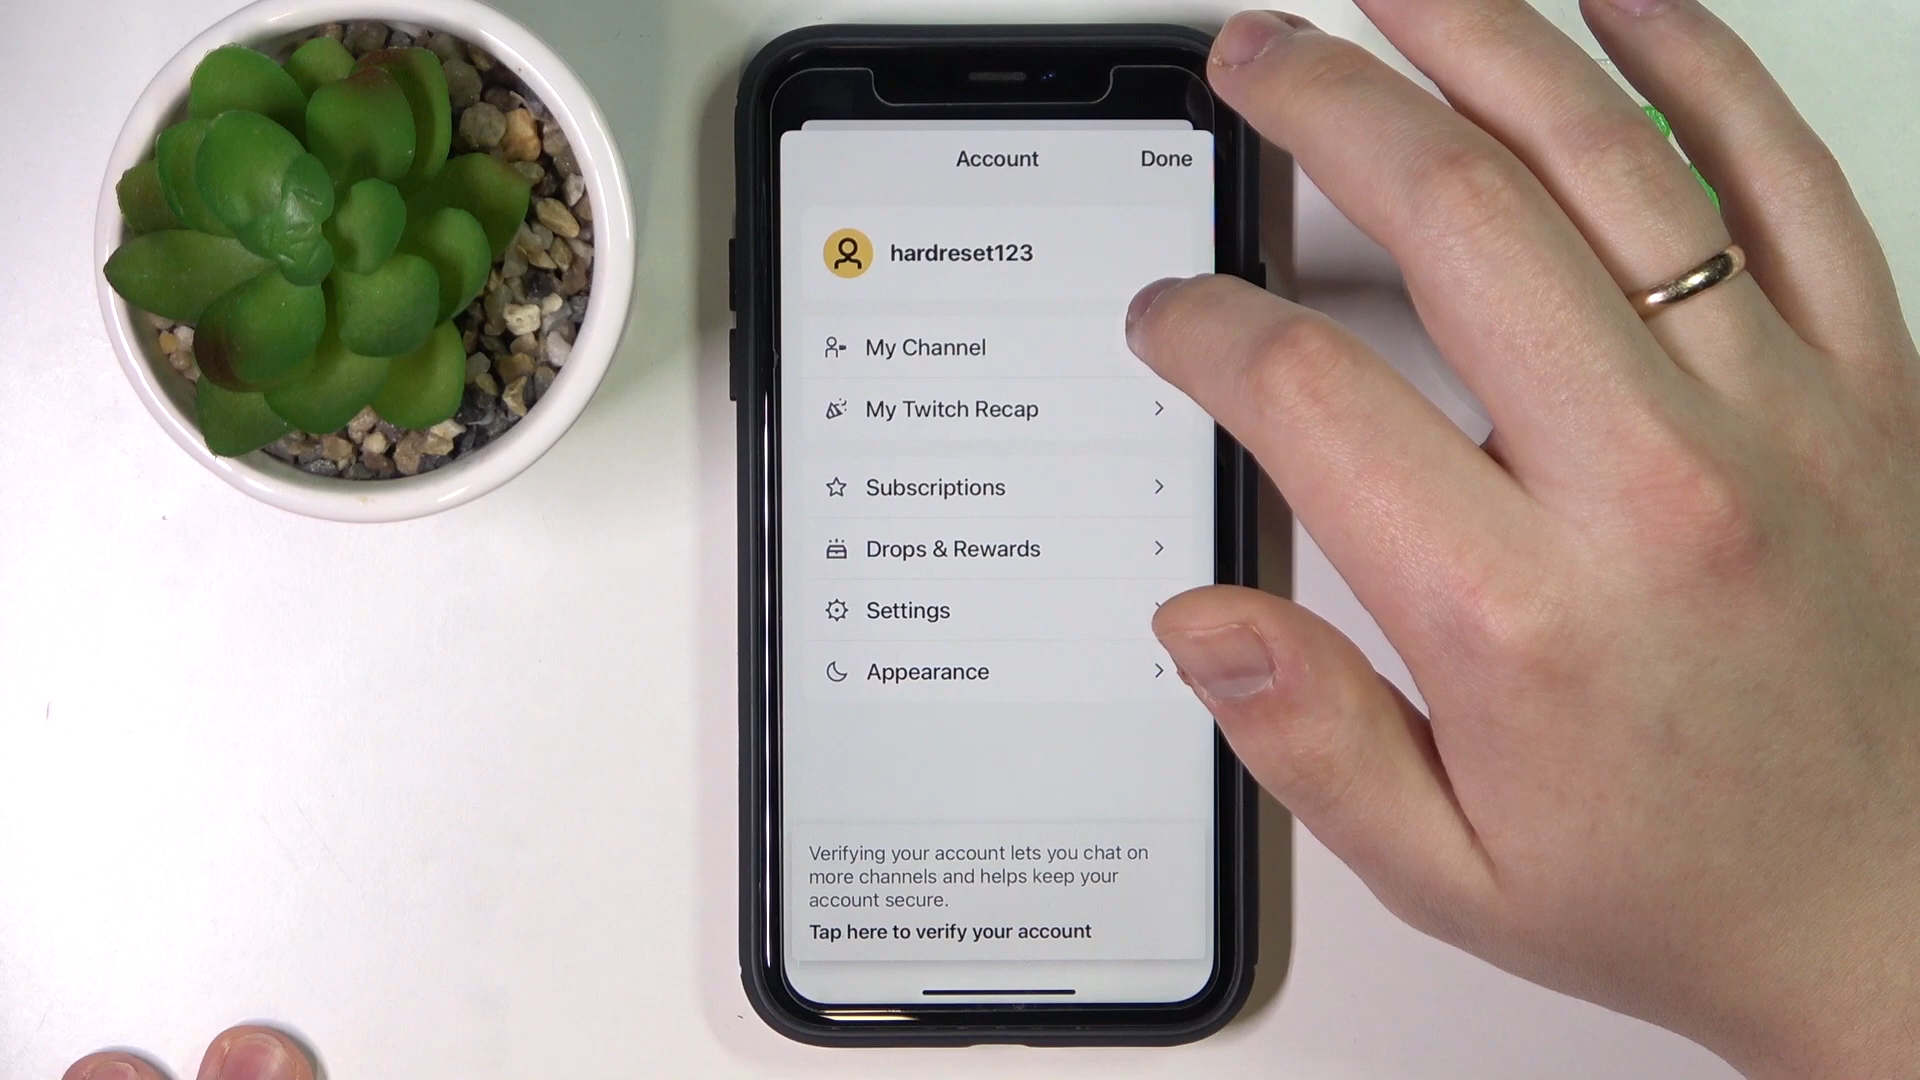 Account
Done
hardreset123
My Channel
My Twitch Recap
Subscriptions
Drops & Rewards
Settings
Appearance
Verifying your account lets you chat on
more channels and helps keep your
account secure.
Tap here to verify your account